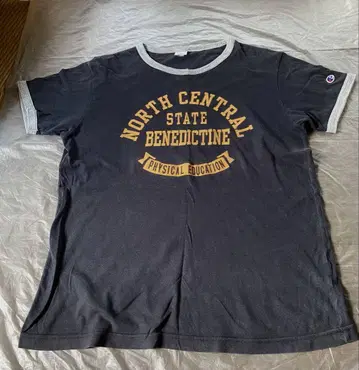 NORTH CENTRAL
STATE
BENEDICTINE
PHYSICAL EDUCATION